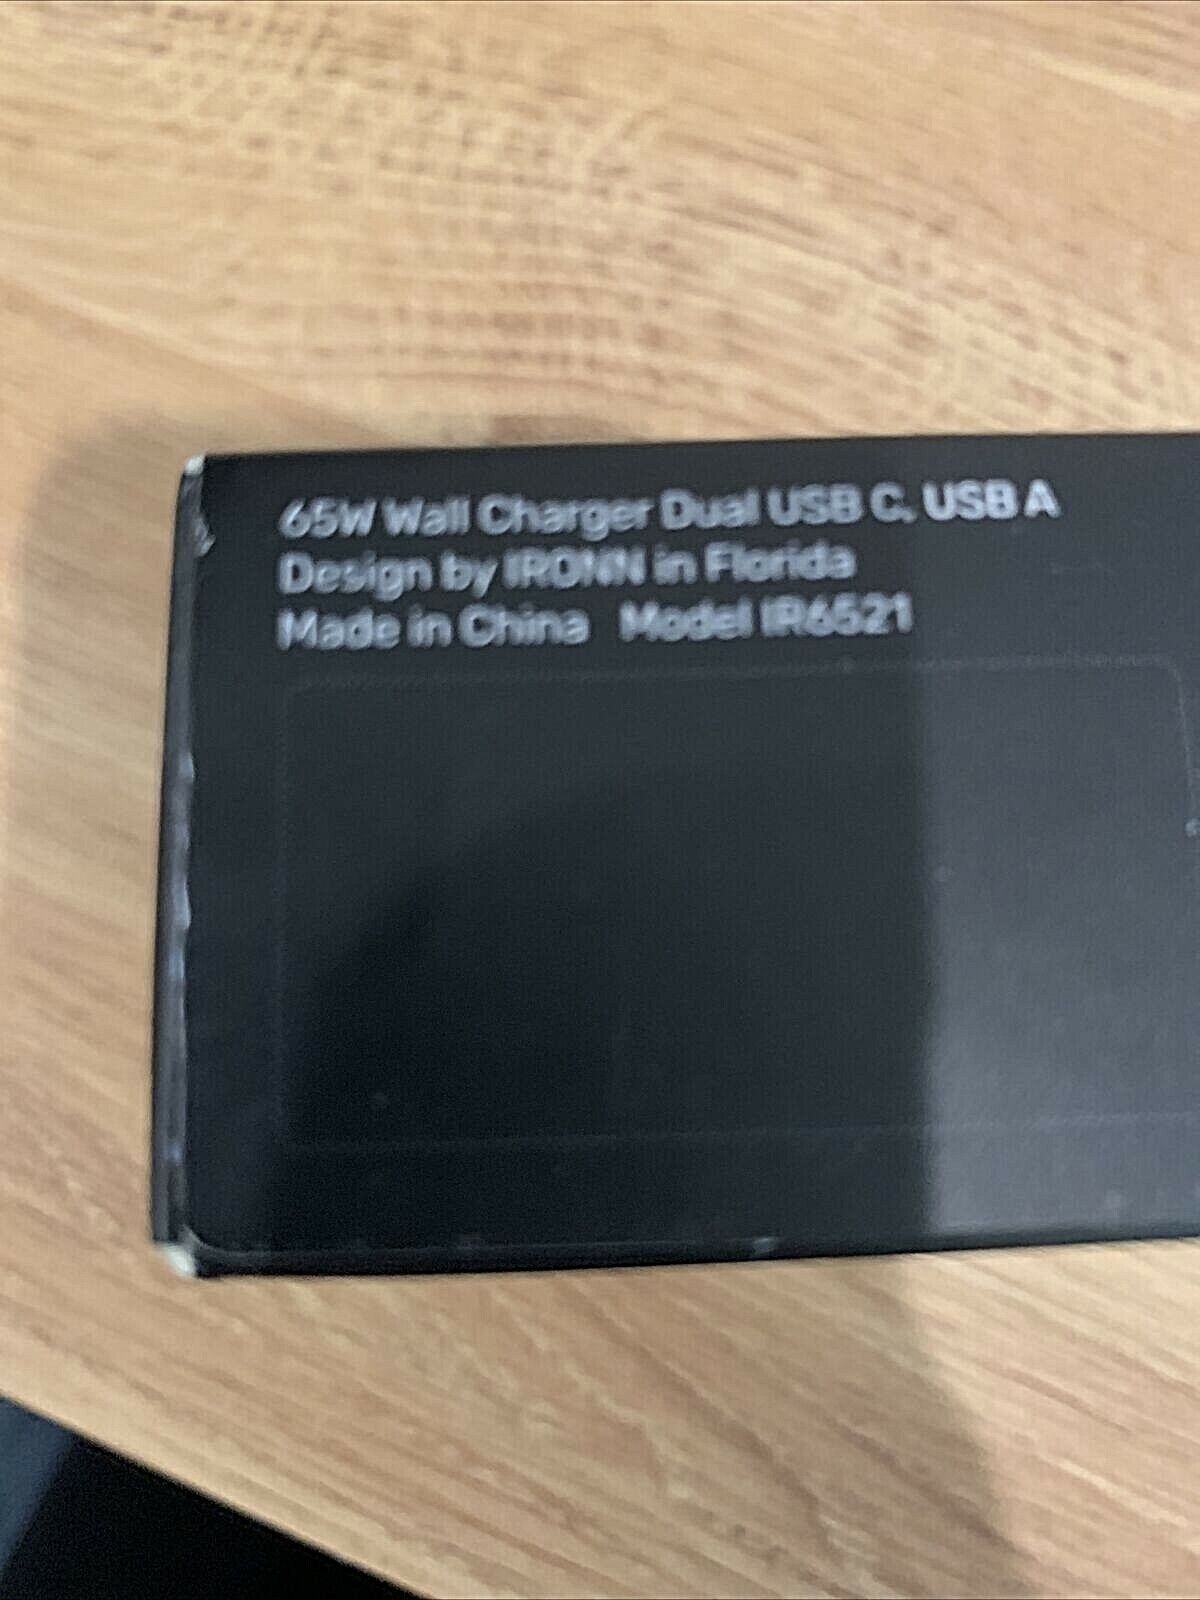 65W Wall Charger Dual USB C, USB A
Design by IRONN in Florida
Made in China Model IR6521